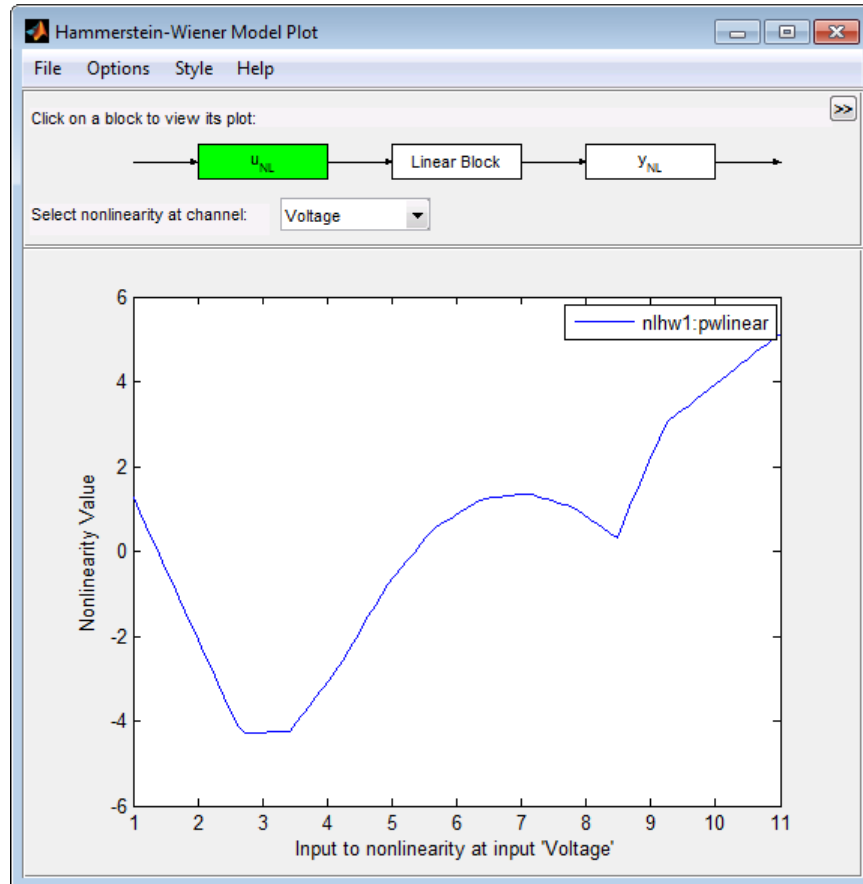 Hammerstein-Wiener Model Plot
File Options Style Help
Click on a block to view its plot:
>>
u_NL Linear Block y_NL
Select nonlinearity at channel: Voltage
nlhw1:pwlinear
6
4
2
0
-2
-4
-6
Nonlinearity Value
1 2 3 4 5 6 7 8 9 10 11
Input to nonlinearity at input 'Voltage'